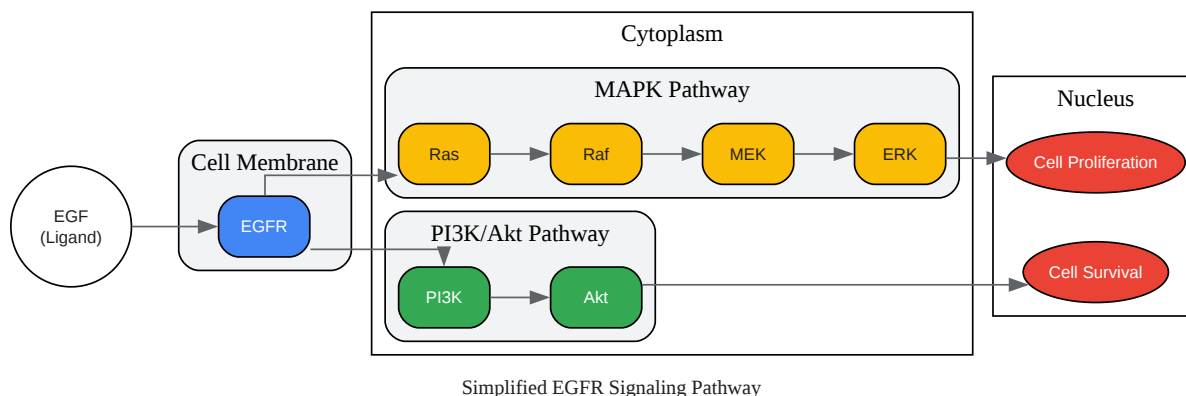 Cytoplasm
MAPK Pathway
Nucleus
Ras
Raf
MEK
ERK
Cell Proliferation
Cell Membrane
EGF
(Ligand)
EGFR
PI3K/Akt Pathway
PI3K
Akt
Cell Survival
Simplified EGFR Signaling Pathway